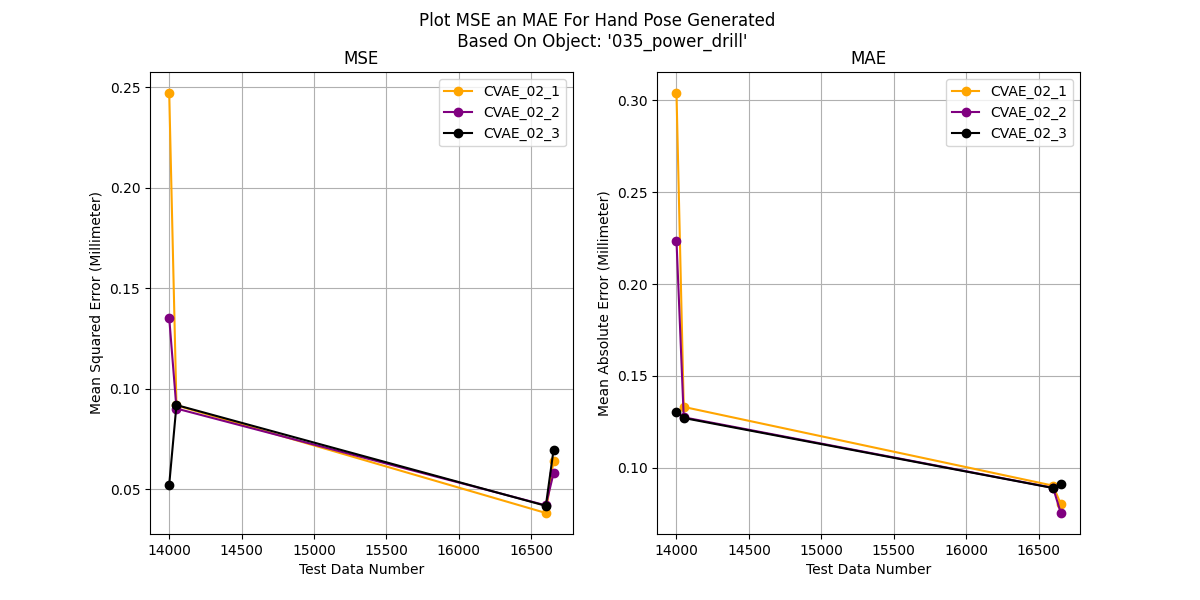 Plot MSE an MAE For Hand Pose Generated
Based On Object: '035_power_drill'
MSE
CVAE_02_1
CVAE_02_2
CVAE_02_3
0.25
0.20
0.15
0.10
0.05
Mean Squared Error (Millimeter)
14000 14500 15000 15500 16000 16500
Test Data Number
MAE
CVAE_02_1
CVAE_02_2
CVAE_02_3
0.30
0.25
0.20
0.15
0.10
Mean Absolute Error (Millimeter)
14000 14500 15000 15500 16000 16500
Test Data Number